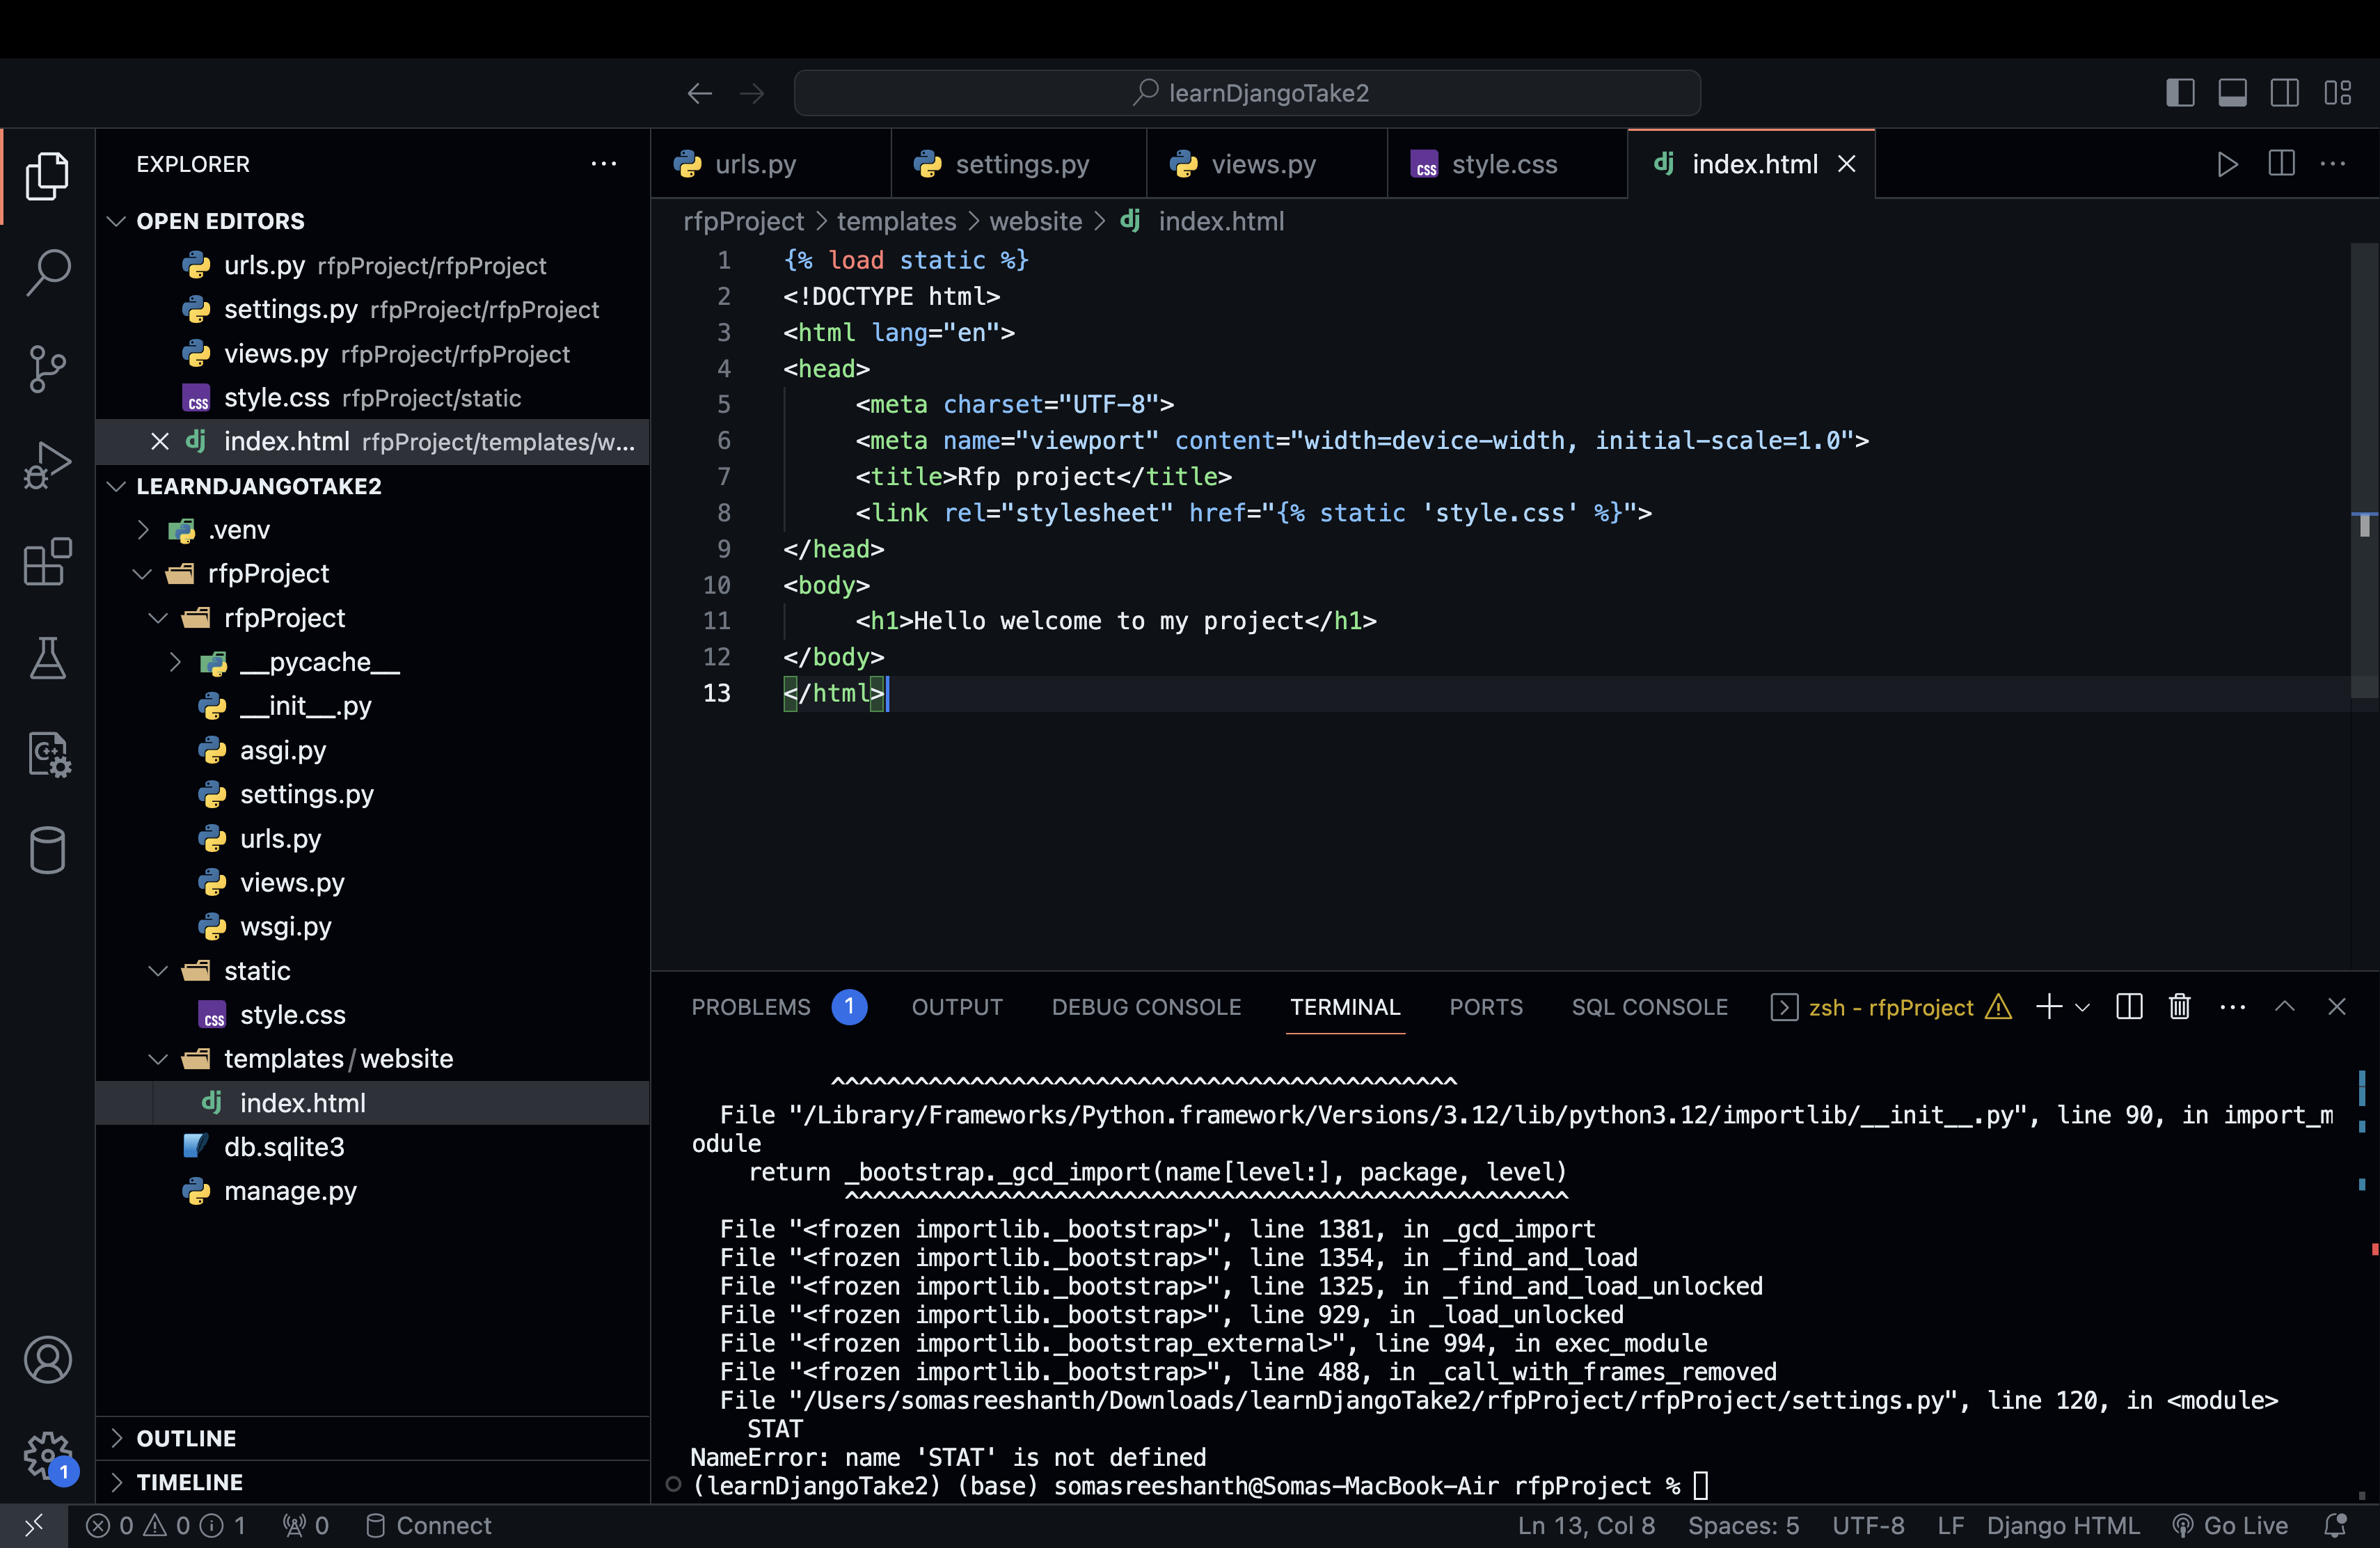 learnDjangoTake2
EXPLORER
OPEN EDITORS
urls.py rfpProject/rfpProject
settings.py rfpProject/rfpProject
views.py rfpProject/rfpProject
style.css rfpProject/static
index.html rfpProject/templates/w...
LEARNDJANGOTAKE2
.venv
rfpProject
rfpProject
__pycache__
__init__.py
asgi.py
settings.py
urls.py
views.py
wsgi.py
static
style.css
templates/website
index.html
db.sqlite3
manage.py
OUTLINE
TIMELINE
1
urls.py settings.py views.py style.css index.html
rfpProject > templates > website > index.html
1 {% load static %}
2 <!DOCTYPE html>
3 <html lang="en">
4 <head>
5 <meta charset="UTF-8">
6 <meta name="viewport" content="width=device-width, initial-scale=1.0">
7 <title>Rfp project</title>
8 <link rel="stylesheet" href="{% static 'style.css' %}">
9 </head>
10 <body>
11 <h1>Hello welcome to my project</h1>
12 </body>
13 </html>
PROBLEMS 1 OUTPUT DEBUG CONSOLE TERMINAL PORTS SQL CONSOLE zsh - rfpProject
^^^^^^^^^^^^^^^^^^^^^^^^^^^^^^^^^^^^^^^^^^^^^
File "/Library/Frameworks/Python.framework/Versions/3.12/lib/python3.12/importlib/__init__.py", line 90, in import_m
odule
return _bootstrap._gcd_import(name[level:], package, level)
^^^^^^^^^^^^^^^^^^^^^^^^^^^^^^^^^^^^^^^^^^^^^^^^^^^^
File "<frozen importlib._bootstrap>", line 1381, in _gcd_import
File "<frozen importlib._bootstrap>", line 1354, in _find_and_load
File "<frozen importlib._bootstrap>", line 1325, in _find_and_load_unlocked
File "<frozen importlib._bootstrap>", line 929, in _load_unlocked
File "<frozen importlib._bootstrap_external>", line 994, in exec_module
File "<frozen importlib._bootstrap>", line 488, in _call_with_frames_removed
File "/Users/somasreeshanth/Downloads/learnDjangoTake2/rfpProject/rfpProject/settings.py", line 120, in <module>
STAT
NameError: name 'STAT' is not defined
(learnDjangoTake2) (base) somasreeshanth@Somas-MacBook-Air rfpProject %
0 0 1 0 Connect Ln 13, Col 8 Spaces: 5 UTF-8 LF Django HTML Go Live